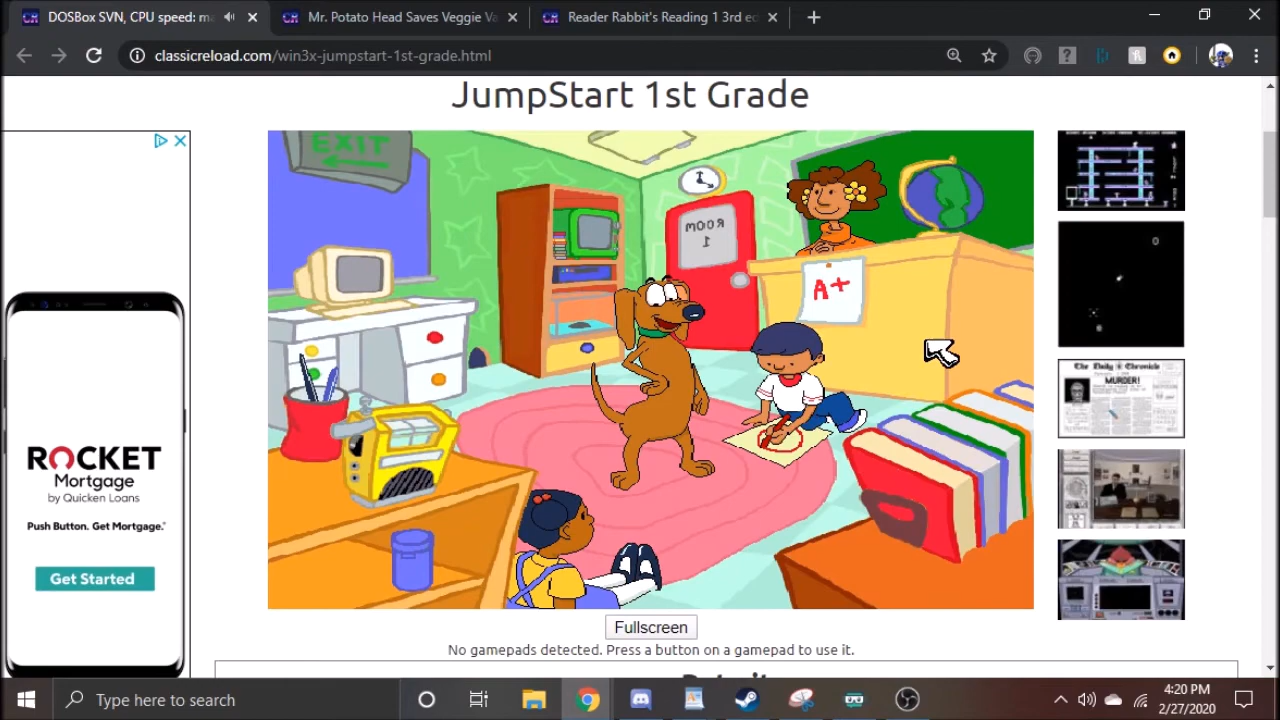 DOSBox SVN, CPU speed: ma
Mr. Potato Head Saves Veggie Va
Reader Rabbit's Reading 1 3rd ed
classicreload.com/win3x-jumpstart-1st-grade.html
JumpStart 1st Grade
EXIT
ROOM
1
A+
0
The Daily Chronicle
MURDER!
ROCKET
Mortgage
by Quicken Loans
Push Button. Get Mortgage.
Get Started
Fullscreen
No gamepads detected. Press a button on a gamepad to use it.
Type here to search
4:20 PM
2/27/2020